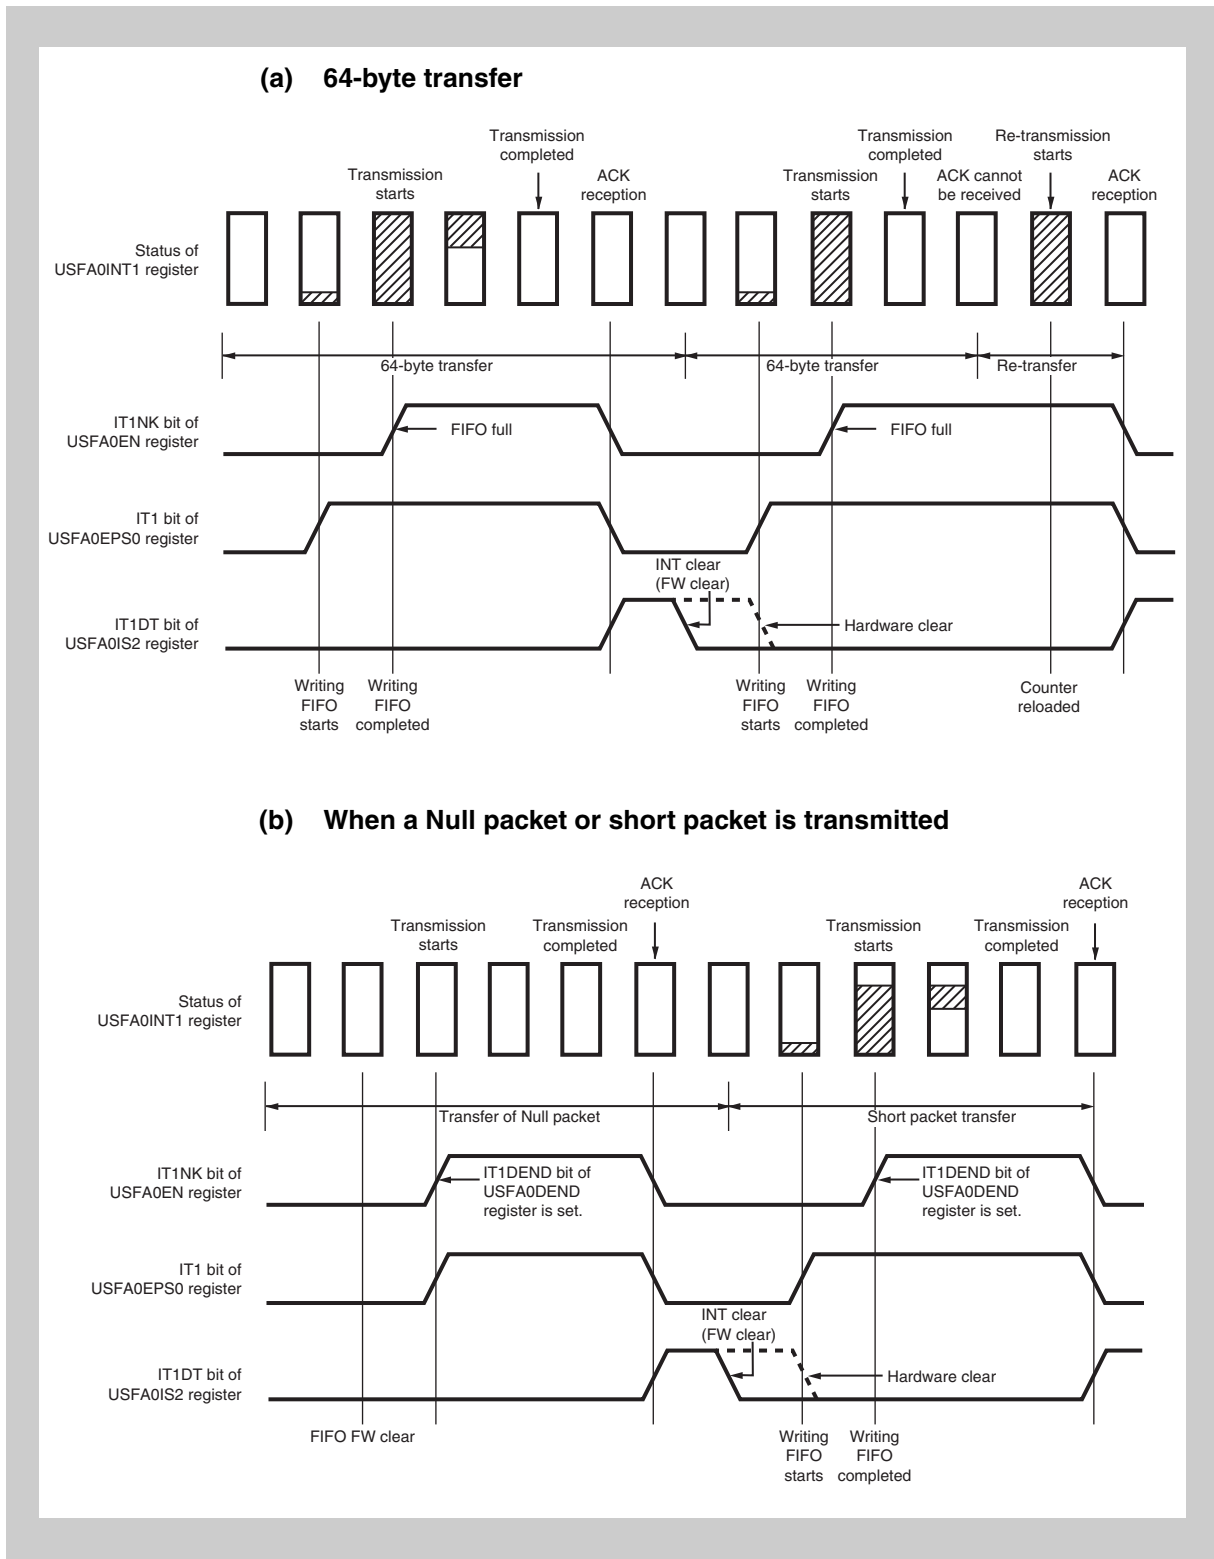 (a) 64-byte transfer
Transmission
completed
Transmission
completed
Re-transmission
starts
Transmission
starts
ACK
reception
Transmission
starts
ACK cannot
be received
ACK
reception
Status of
USFA0INT1 register
64-byte transfer
64-byte transfer
Re-transfer
IT1NK bit of
USFA0EN register
FIFO full
FIFO full
IT1 bit of
USFA0EPS0 register
INT clear
(FW clear)
IT1DT bit of
USFA0IS2 register
Hardware clear
Writing
FIFO
starts
Writing
FIFO
completed
Writing
FIFO
starts
Writing
FIFO
completed
Counter
reloaded
(b) When a Null packet or short packet is transmitted
ACK
reception
ACK
reception
Transmission
starts
Transmission
completed
Transmission
starts
Transmission
completed
Status of
USFA0INT1 register
Transfer of Null packet
Short packet transfer
IT1NK bit of
USFA0EN register
IT1DEND bit of
USFA0DEND
register is set.
IT1DEND bit of
USFA0DEND
register is set.
IT1 bit of
USFA0EPS0 register
INT clear
(FW clear)
IT1DT bit of
USFA0IS2 register
Hardware clear
FIFO FW clear
Writing
FIFO
starts
Writing
FIFO
completed